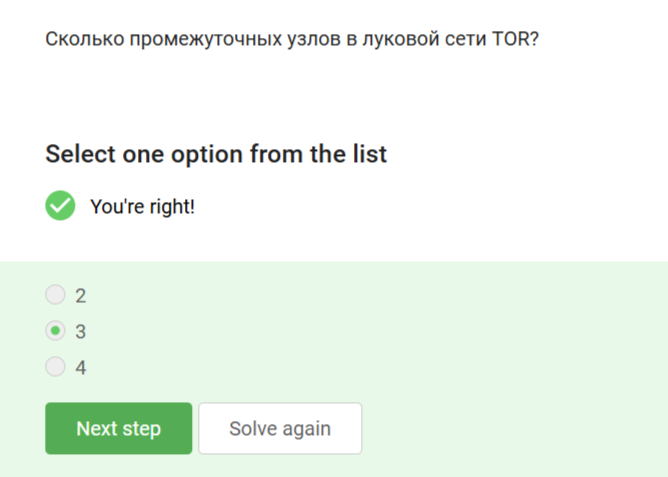 Сколько промежуточных узлов в луковой сети TOR?
Select one option from the list
You're right!
2
3
4
Next step
Solve again